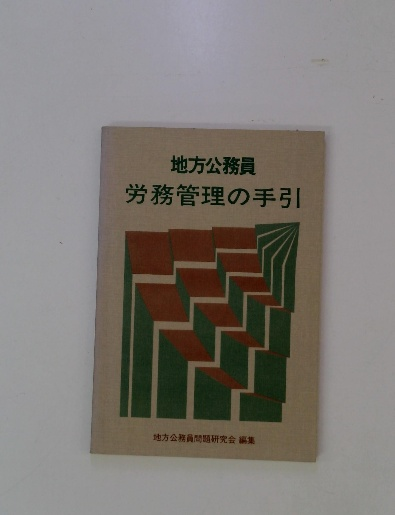 地方公務員
労務管理の手引
地方公務員問題研究会 編集